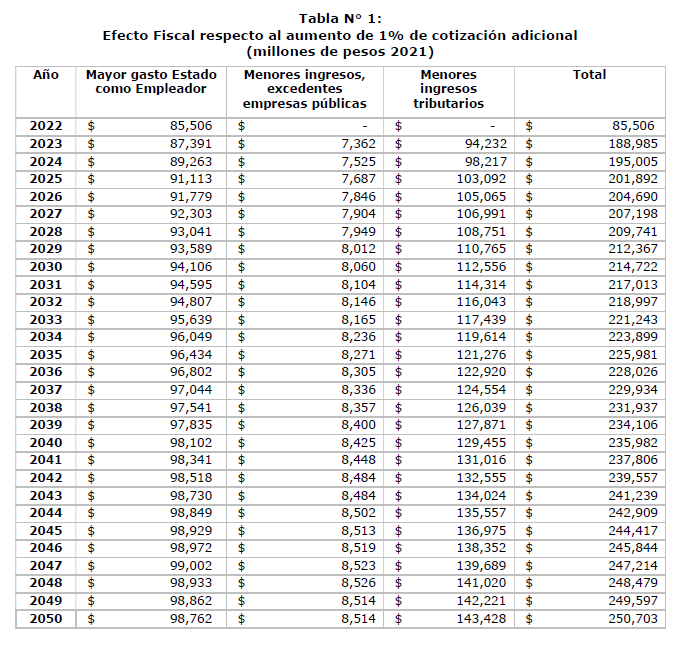 Tabla N° 1:
Efecto Fiscal respecto al aumento de 1% de cotización adicional
(millones de pesos 2021)
Año Mayor gasto Estado como Empleador Menores ingresos, excedentes empresas públicas Menores ingresos tributarios Total
2022 $ 85,506 $ - $ - $ 85,506
2023 $ 87,391 $ 7,362 $ 94,232 $ 188,985
2024 $ 89,263 $ 7,525 $ 98,217 $ 195,005
2025 $ 91,113 $ 7,687 $ 103,092 $ 201,892
2026 $ 91,779 $ 7,846 $ 105,065 $ 204,690
2027 $ 92,303 $ 7,904 $ 106,991 $ 207,198
2028 $ 93,041 $ 7,949 $ 108,751 $ 209,741
2029 $ 93,589 $ 8,012 $ 110,765 $ 212,367
2030 $ 94,106 $ 8,060 $ 112,556 $ 214,722
2031 $ 94,595 $ 8,104 $ 114,314 $ 217,013
2032 $ 94,807 $ 8,146 $ 116,043 $ 218,997
2033 $ 95,639 $ 8,165 $ 117,439 $ 221,243
2034 $ 96,049 $ 8,236 $ 119,614 $ 223,899
2035 $ 96,434 $ 8,271 $ 121,276 $ 225,981
2036 $ 96,802 $ 8,305 $ 122,920 $ 228,026
2037 $ 97,044 $ 8,336 $ 124,554 $ 229,934
2038 $ 97,541 $ 8,357 $ 126,039 $ 231,937
2039 $ 97,835 $ 8,400 $ 127,871 $ 234,106
2040 $ 98,102 $ 8,425 $ 129,455 $ 235,982
2041 $ 98,341 $ 8,448 $ 131,016 $ 237,806
2042 $ 98,518 $ 8,484 $ 132,555 $ 239,557
2043 $ 98,730 $ 8,484 $ 134,024 $ 241,239
2044 $ 98,849 $ 8,502 $ 135,557 $ 242,909
2045 $ 98,929 $ 8,513 $ 136,975 $ 244,417
2046 $ 98,972 $ 8,519 $ 138,352 $ 245,844
2047 $ 99,002 $ 8,523 $ 139,689 $ 247,214
2048 $ 98,933 $ 8,526 $ 141,020 $ 248,479
2049 $ 98,862 $ 8,514 $ 142,221 $ 249,597
2050 $ 98,762 $ 8,514 $ 143,428 $ 250,703